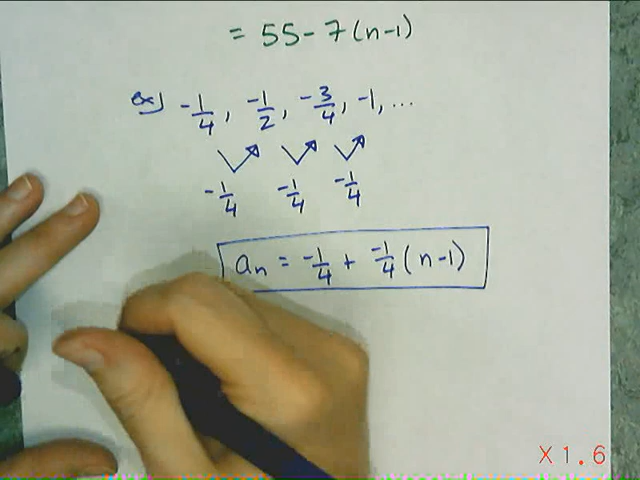 = 55 - 7(n-1)
ex) -1/4, -1/2, -3/4, -1, ...
-1/4 -1/4 -1/4
an = -1/4 + -1/4 (n-1)
X1.6